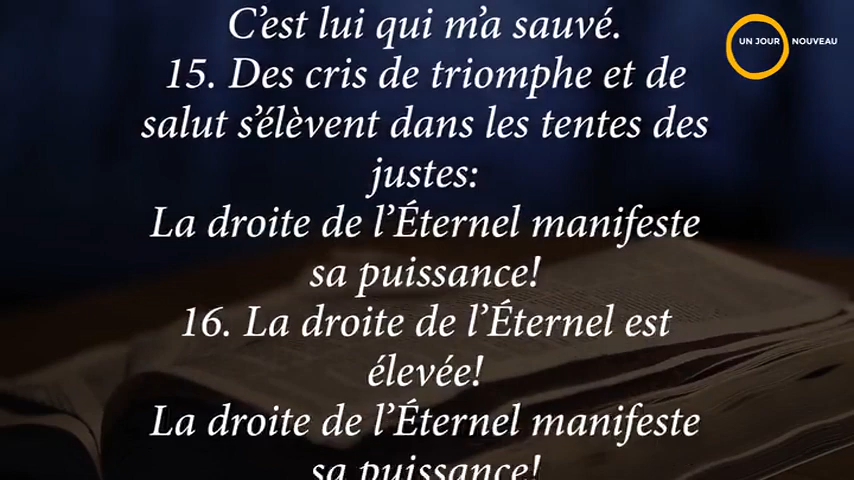 C'est lui qui m'a sauvé.
15. Des cris de triomphe et de
salut s'élèvent dans les tentes des
justes:
La droite de l'Éternel manifeste
sa puissance!
16. La droite de l'Éternel est
élevée!
La droite de l'Éternel manifeste
sa puissance!
UN JOUR NOUVEAU